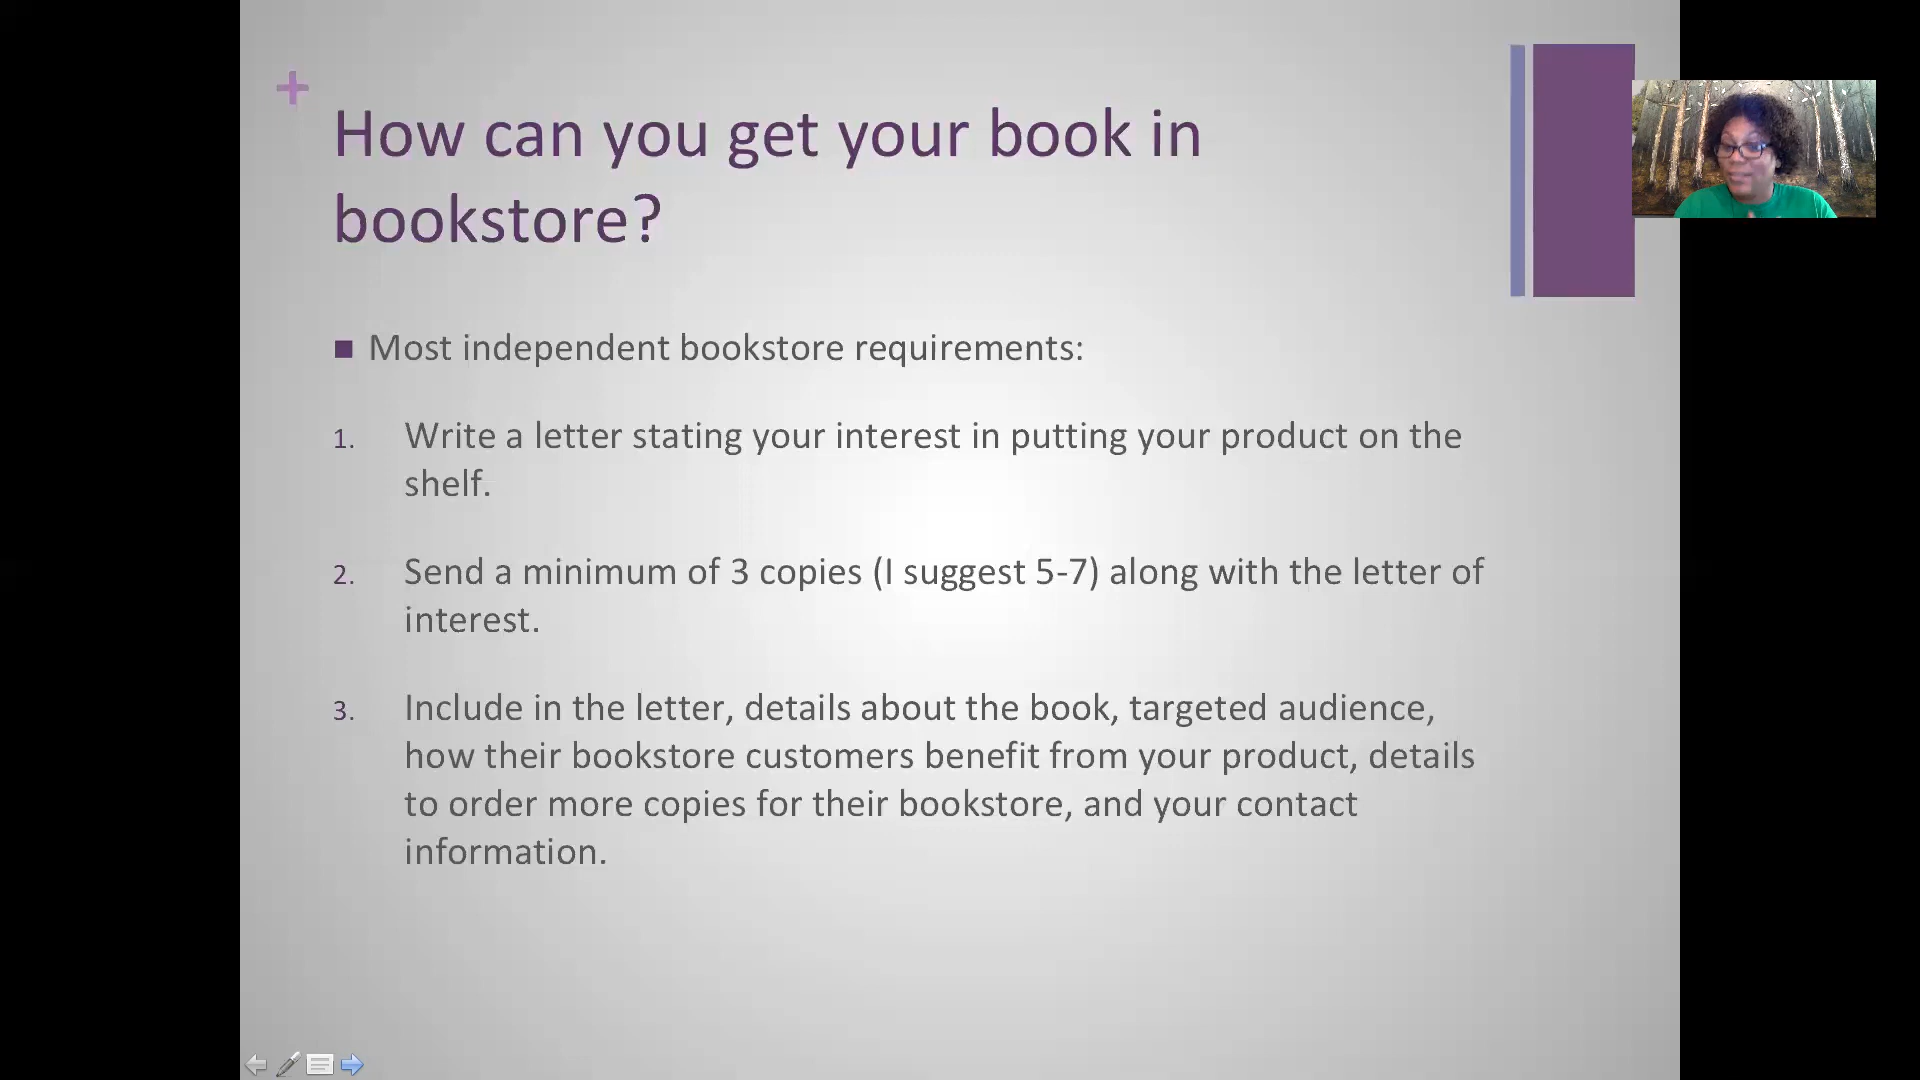 +
How can you get your book in
bookstore?
■ Most independent bookstore requirements:
1. Write a letter stating your interest in putting your product on the
shelf.
2. Send a minimum of 3 copies (I suggest 5-7) along with the letter of
interest.
3. Include in the letter, details about the book, targeted audience,
how their bookstore customers benefit from your product, details
to order more copies for their bookstore, and your contact
information.